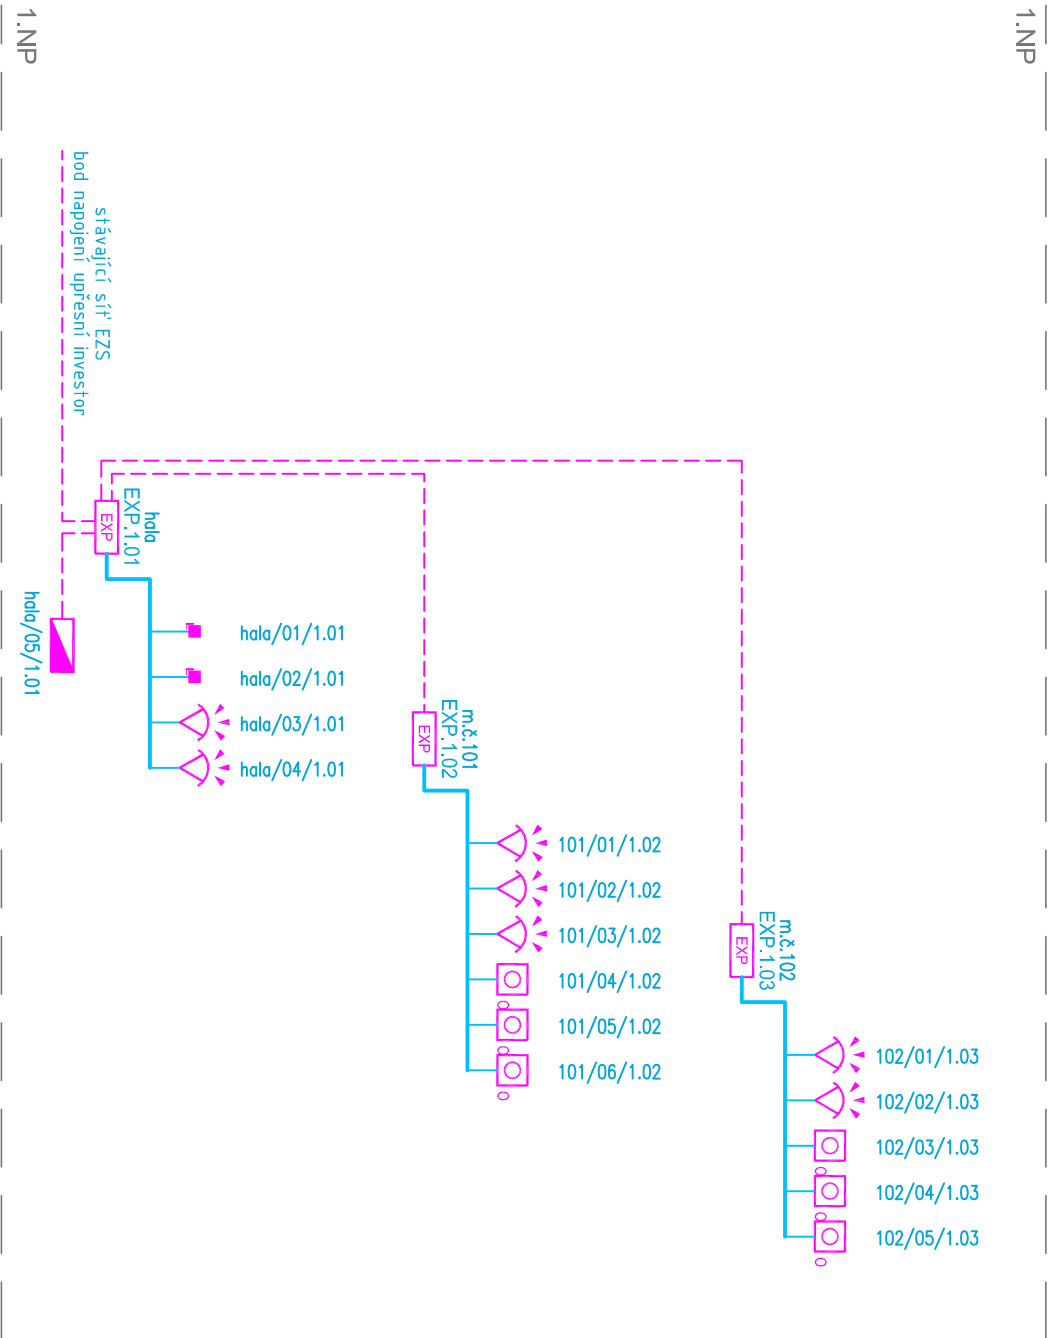 1.NP
1.NP
stávající síť EZS
bod napojení upřesní investor
hala
EXP.1.01
EXP
hala/05/1.01
hala/01/1.01
hala/02/1.01
hala/03/1.01
hala/04/1.01
m.č.101
EXP.1.02
EXP
101/01/1.02
101/02/1.02
101/03/1.02
101/04/1.02
101/05/1.02
101/06/1.02
m.č.102
EXP.1.03
EXP
102/01/1.03
102/02/1.03
102/03/1.03
102/04/1.03
102/05/1.03